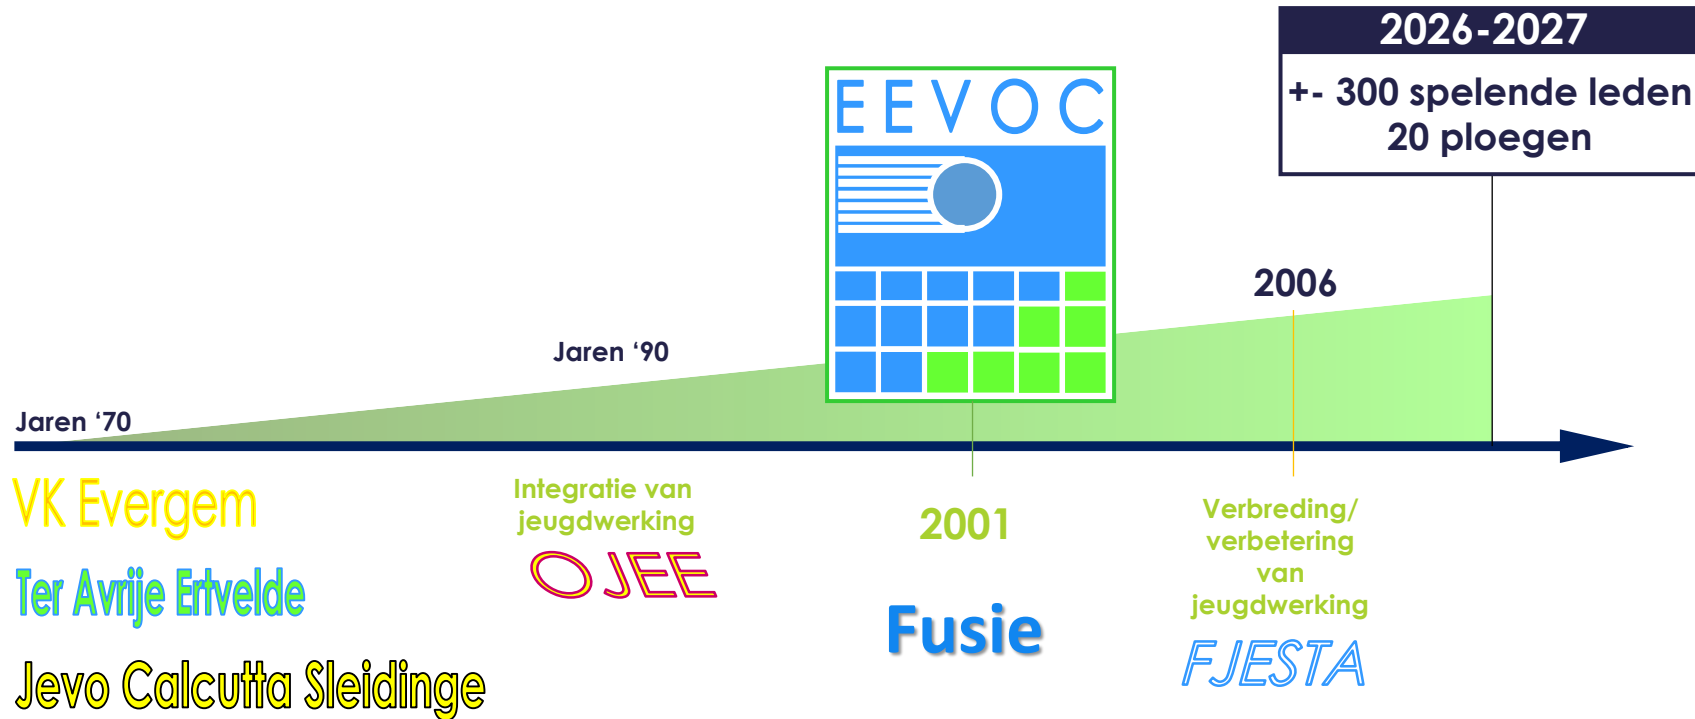 2026-2027
+- 300 spelende leden
20 ploegen
EEVOC
2006
Jaren ‘90
Jaren ‘70
VK Evergem
Ter Avrije Ertvelde
Jevo Calcutta Sleidinge
Integratie van
jeugdwerking
OJEE
2001
Fusie
Verbreding/
verbetering
van
jeugdwerking
FJESTA